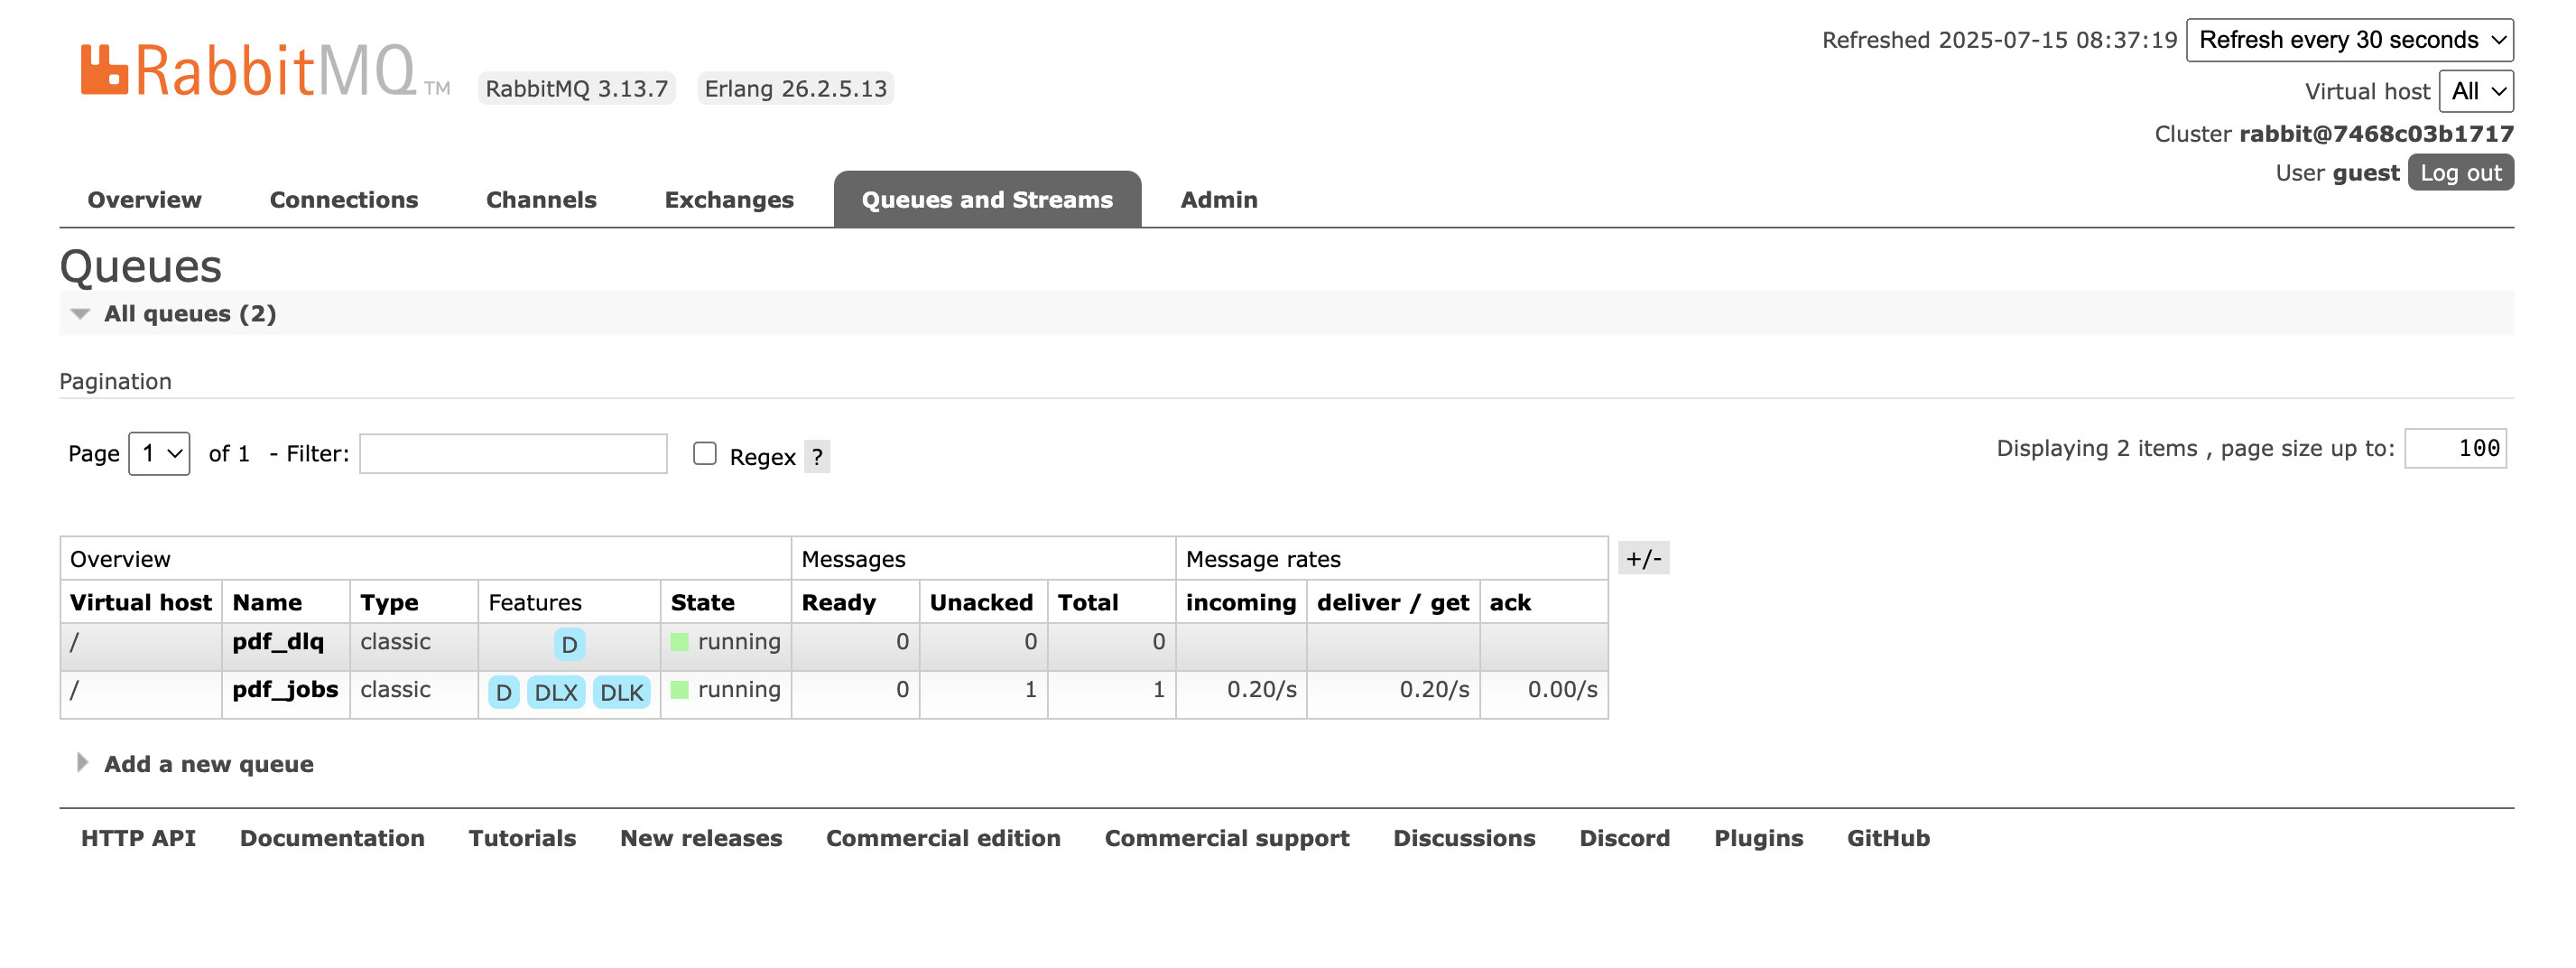 Refreshed 2025-07-15 08:37:19 Refresh every 30 seconds
RabbitMQ TM RabbitMQ 3.13.7 Erlang 26.2.5.13
Virtual host All
Cluster rabbit@7468c03b1717
User guest Log out
Overview Connections Channels Exchanges Queues and Streams Admin
Queues
All queues (2)
Pagination
Page 1 of 1 - Filter: Regex ? Displaying 2 items , page size up to: 100
Overview Messages Message rates +/-
Virtual host Name Type Features State Ready Unacked Total incoming deliver / get ack
/ pdf_dlq classic D running 0 0 0
/ pdf_jobs classic D DLX DLK running 0 1 1 0.20/s 0.20/s 0.00/s
Add a new queue
HTTP API Documentation Tutorials New releases Commercial edition Commercial support Discussions Discord Plugins GitHub